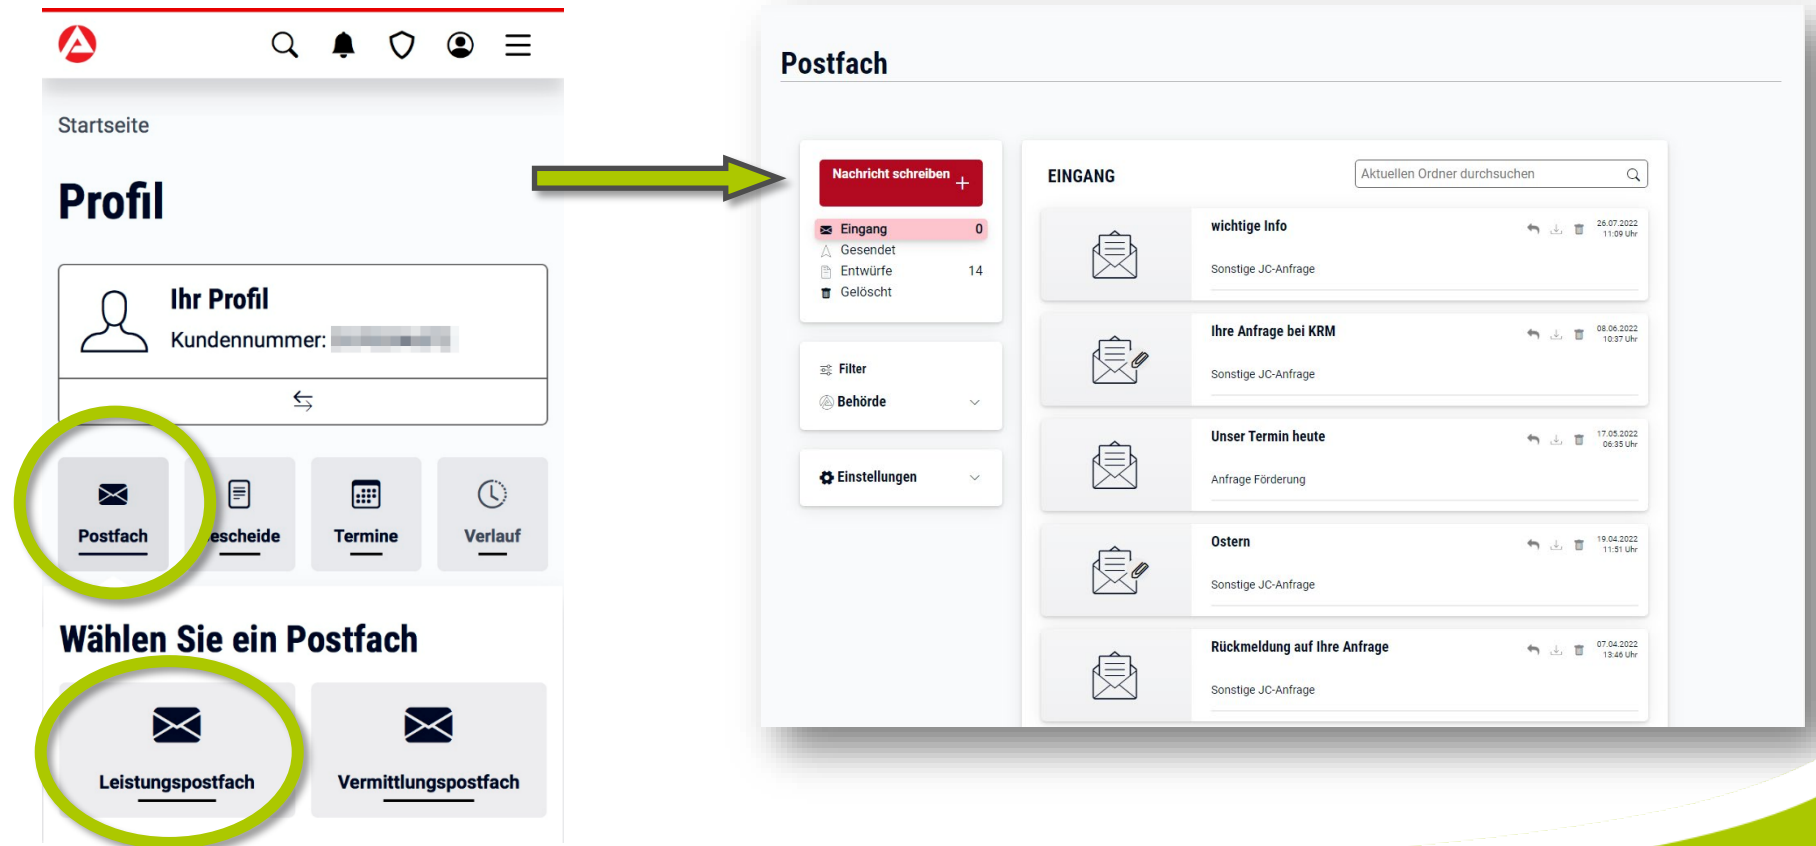 Startseite
Profil
Ihr Profil
Kundennummer:
Postfach
escheide
Termine
Verlauf
Wählen Sie ein Postfach
Leistungspostfach
Vermittlungspostfach
Postfach
Nachricht schreiben +
Eingang 0
Gesendet
Entwürfe 14
Gelöscht
Filter
Behörde
Einstellungen
EINGANG
Aktuellen Ordner durchsuchen
wichtige Info
26.07.2022
11:09 Uhr
Sonstige JC-Anfrage
Ihre Anfrage bei KRM
08.06.2022
10:37 Uhr
Sonstige JC-Anfrage
Unser Termin heute
17.05.2022
06:35 Uhr
Anfrage Förderung
Ostern
19.04.2022
11:51 Uhr
Sonstige JC-Anfrage
Rückmeldung auf Ihre Anfrage
07.04.2022
13:46 Uhr
Sonstige JC-Anfrage